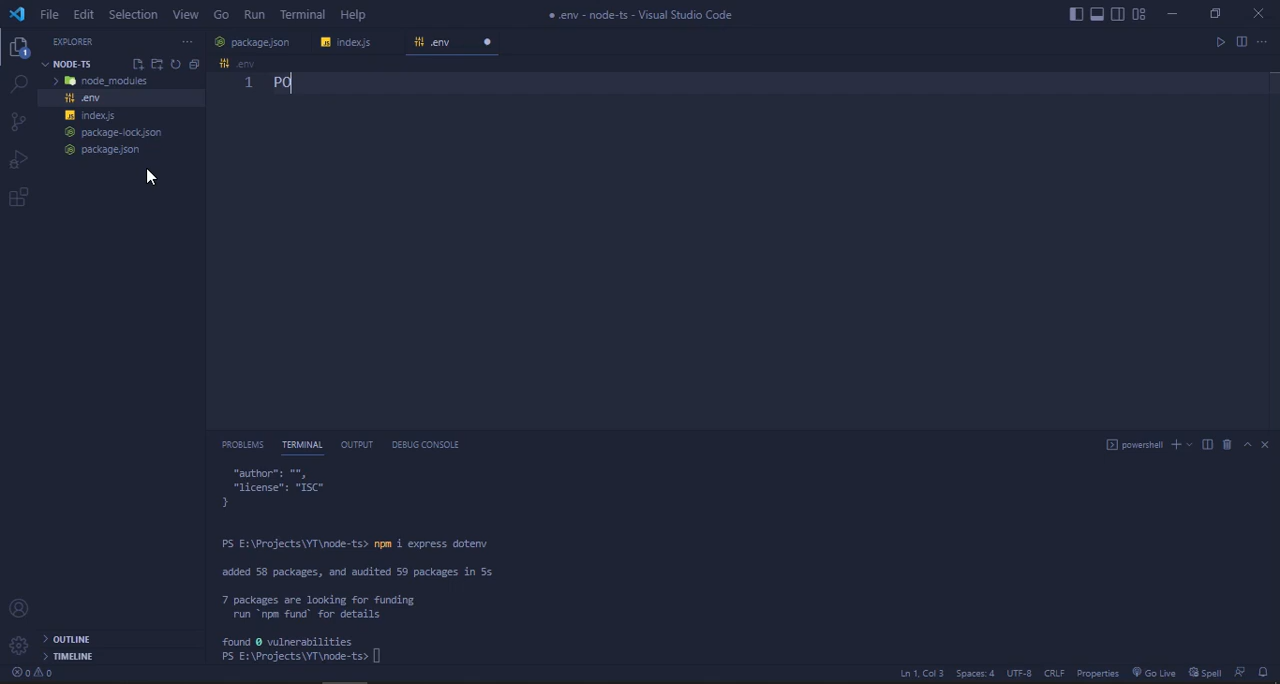 File Edit Selection View Go Run Terminal Help ● .env - node-ts - Visual Studio Code
EXPLORER ···
package.json index.js .env ●
NODE-TS
.env
node_modules
.env
index.js
package-lock.json
package.json
1 PO
1
PROBLEMS TERMINAL OUTPUT DEBUG CONSOLE powershell
"author": "",
"license": "ISC"
}
PS E:\Projects\YT\node-ts> npm i express dotenv
added 58 packages, and audited 59 packages in 5s
7 packages are looking for funding
run `npm fund` for details
found 0 vulnerabilities
PS E:\Projects\YT\node-ts>
OUTLINE
TIMELINE
0 0 Ln 1, Col 3 Spaces: 4 UTF-8 CRLF Properties Go Live Spell